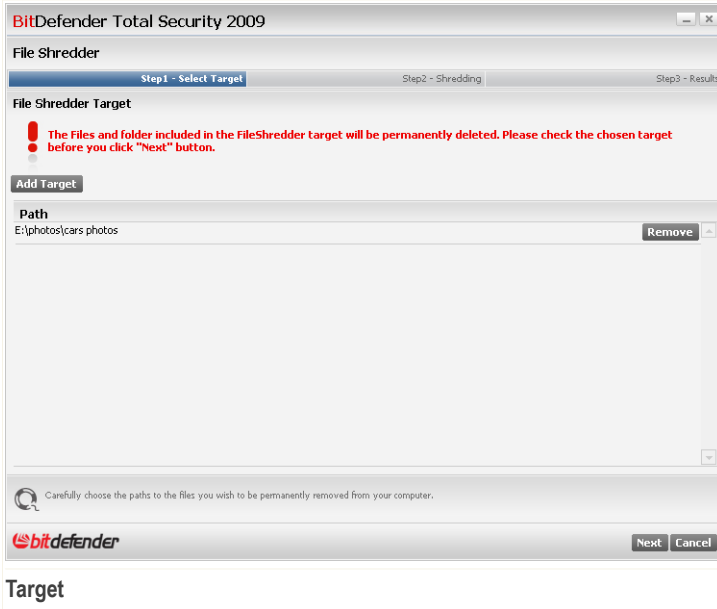 BitDefender Total Security 2009
File Shredder
Step1 - Select Target Step2 - Shredding Step3 - Results
File Shredder Target
The Files and folder included in the FileShredder target will be permanently deleted. Please check the chosen target
before you click "Next" button.
Add Target
Path
E:\photos\cars photos Remove
Carefully choose the paths to the files you wish to be permanently removed from your computer.
bitdefender Next Cancel
Target